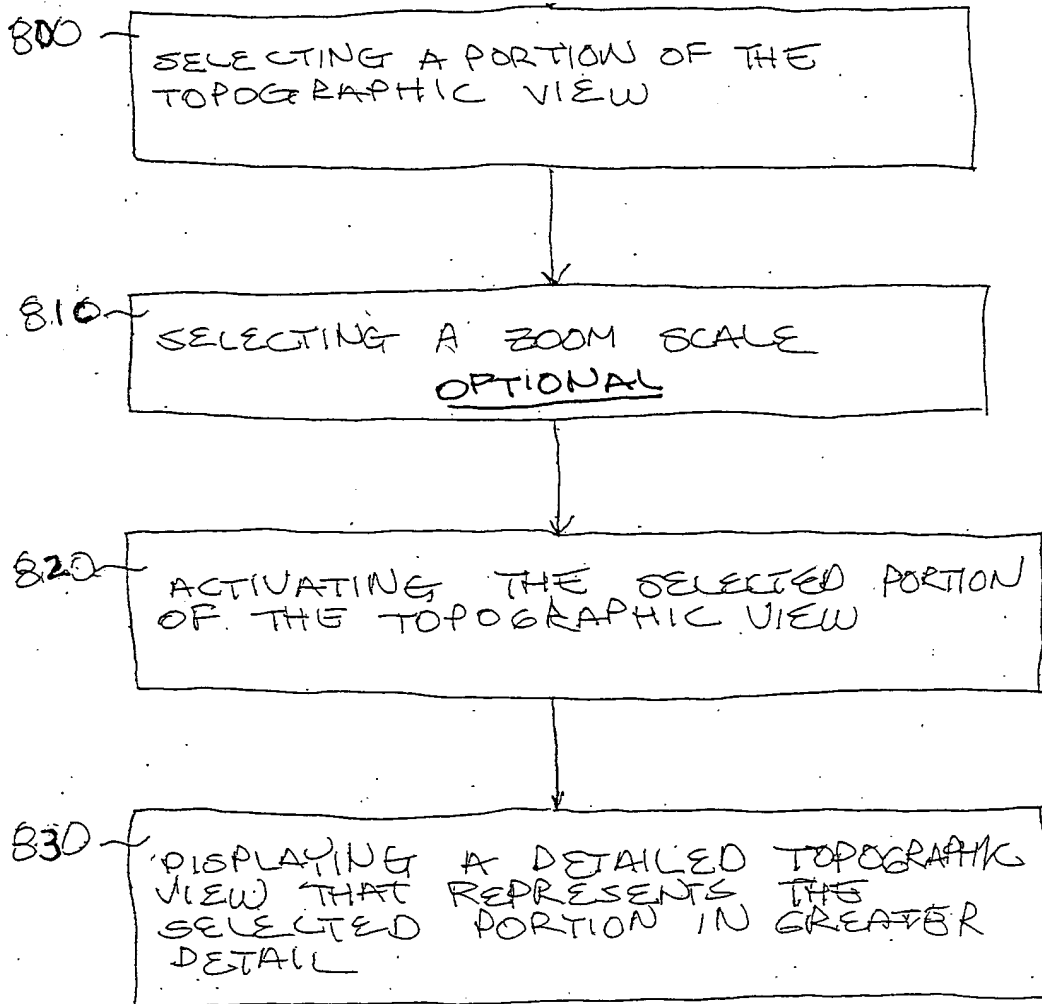 800
SELECTING A PORTION OF THE
TOPOGRAPHIC VIEW
810
SELECTING A ZOOM SCALE
OPTIONAL
820
ACTIVATING THE SELECTED PORTION
OF THE TOPOGRAPHIC VIEW
830
DISPLAYING A DETAILED TOPOGRAPHIC
VIEW THAT REPRESENTS THE
SELECTED PORTION IN GREATER
DETAIL